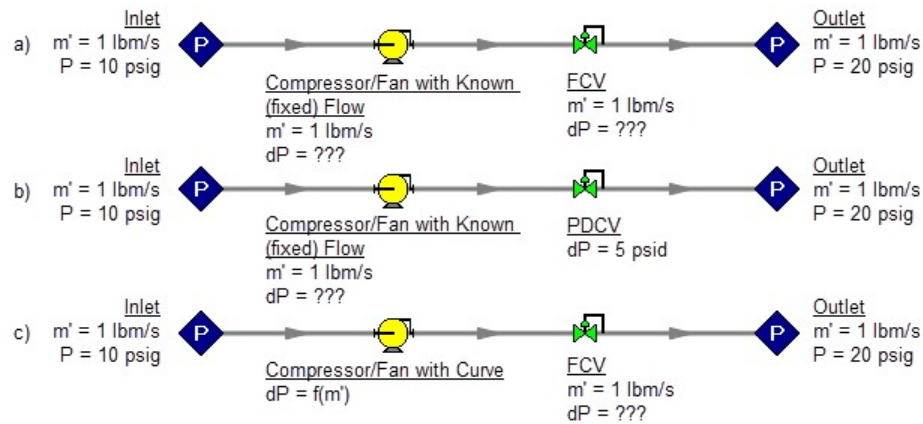 a)
Inlet
m' = 1 lbm/s
P = 10 psig
P
Compressor/Fan with Known
(fixed) Flow
m' = 1 lbm/s
dP = ???
FCV
m' = 1 lbm/s
dP = ???
P
Outlet
m' = 1 lbm/s
P = 20 psig
b)
Inlet
m' = 1 lbm/s
P = 10 psig
P
Compressor/Fan with Known
(fixed) Flow
m' = 1 lbm/s
dP = ???
PDCV
dP = 5 psid
P
Outlet
m' = 1 lbm/s
P = 20 psig
c)
Inlet
m' = 1 lbm/s
P = 10 psig
P
Compressor/Fan with Curve
dP = f(m')
FCV
m' = 1 lbm/s
dP = ???
P
Outlet
m' = 1 lbm/s
P = 20 psig